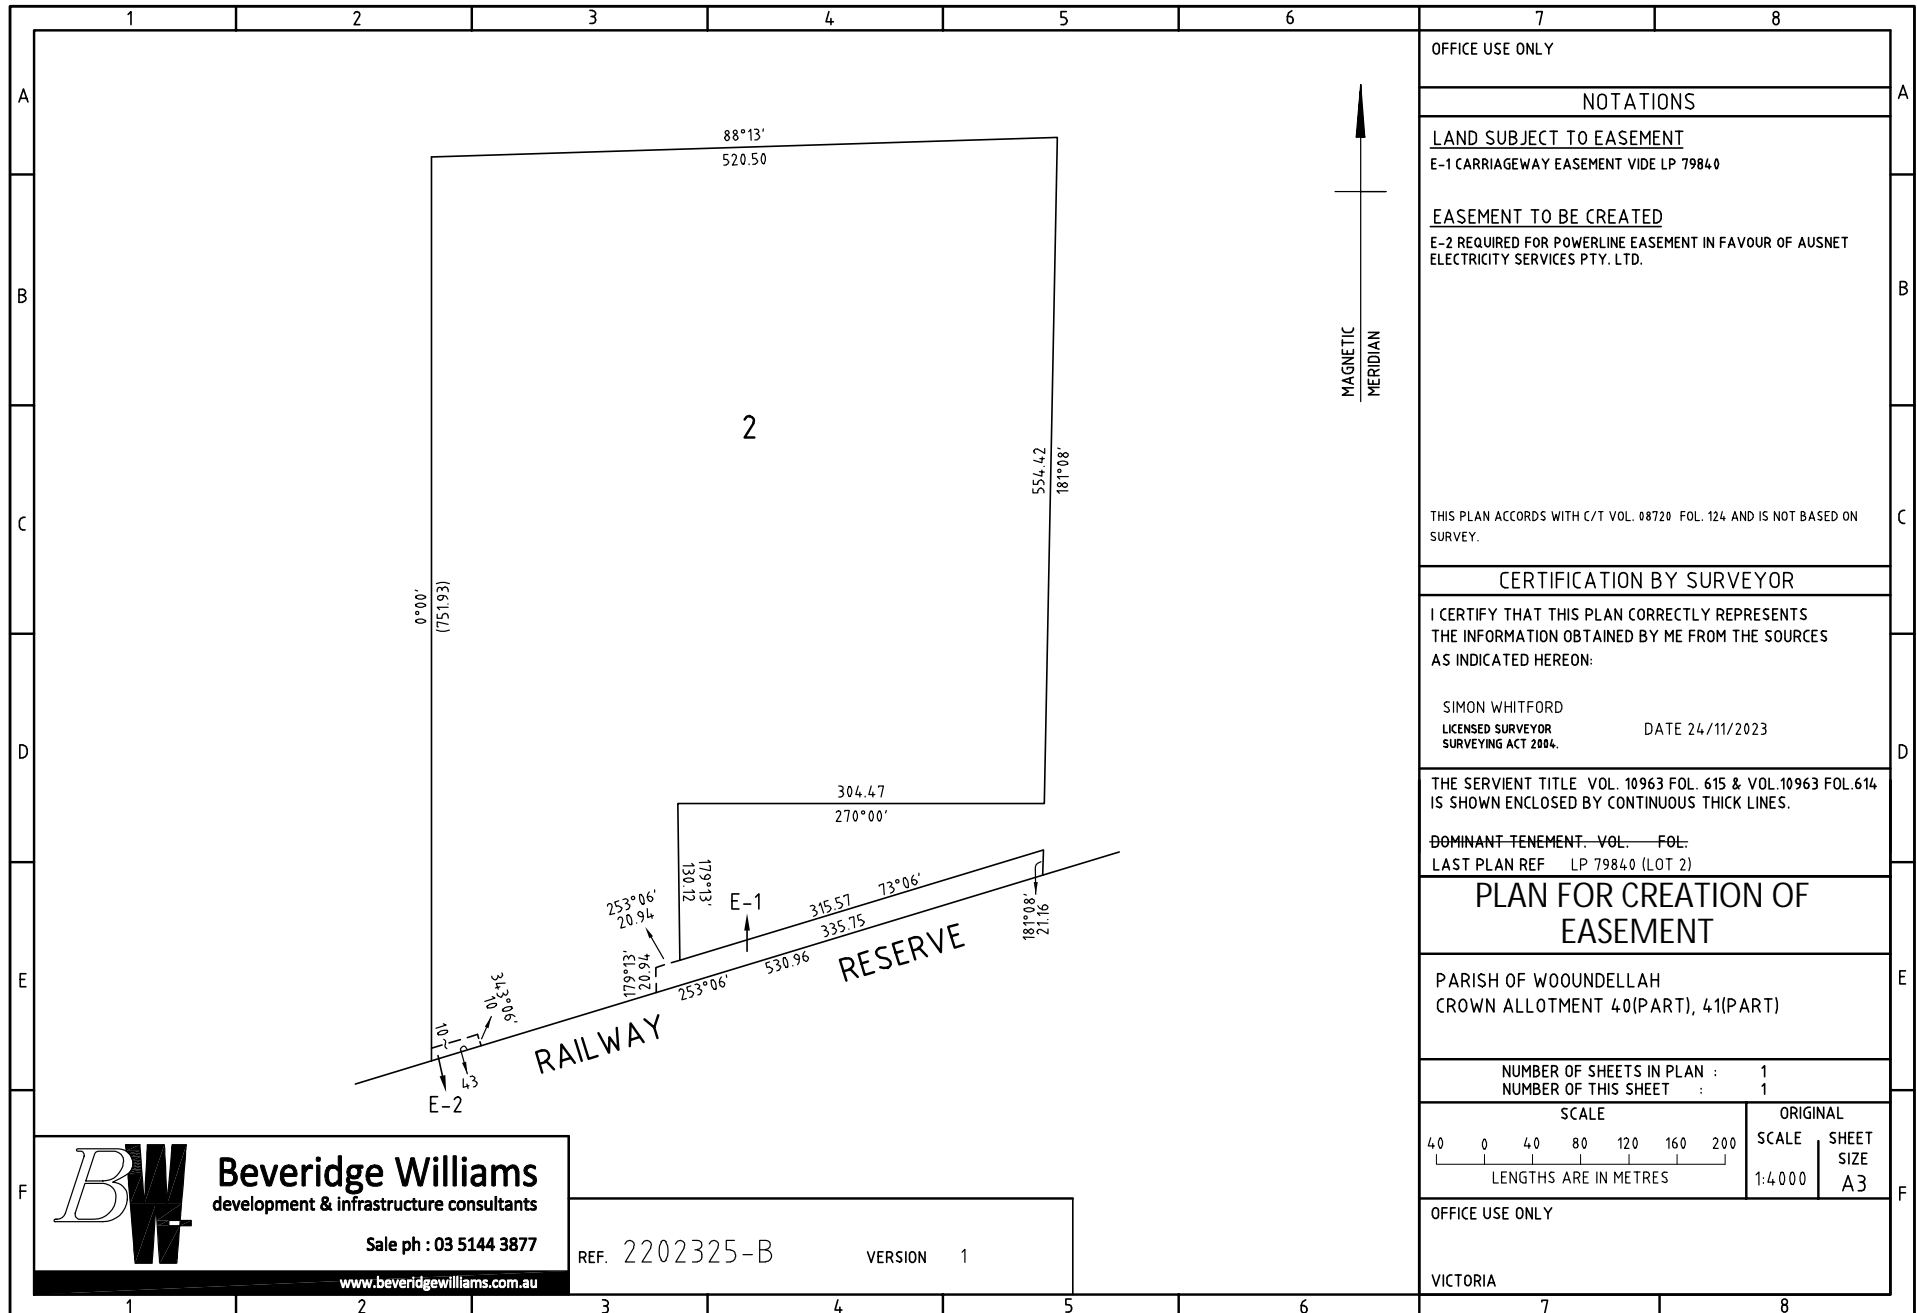 1 2 3 4 5 6 7 8
A
B
C
D
E
F
88°13'
520.50
2
554.42
181°08'
0°00'
(751.93)
304.47
270°00'
179°13'
130.12
253°06'
20.94
E-1
315.57 73°06'
335.75
530.96
253°06'
179°13'
20.94
181°08'
21.16
RAILWAY RESERVE
343°06'
10
10
43
E-2
MAGNETIC
MERIDIAN
OFFICE USE ONLY
NOTATIONS
LAND SUBJECT TO EASEMENT
E-1 CARRIAGEWAY EASEMENT VIDE LP 79840
EASEMENT TO BE CREATED
E-2 REQUIRED FOR POWERLINE EASEMENT IN FAVOUR OF AUSNET
ELECTRICITY SERVICES PTY. LTD.
THIS PLAN ACCORDS WITH C/T VOL. 08720 FOL. 124 AND IS NOT BASED ON
SURVEY.
CERTIFICATION BY SURVEYOR
I CERTIFY THAT THIS PLAN CORRECTLY REPRESENTS
THE INFORMATION OBTAINED BY ME FROM THE SOURCES
AS INDICATED HEREON:
SIMON WHITFORD
LICENSED SURVEYOR
SURVEYING ACT 2004.
DATE 24/11/2023
THE SERVIENT TITLE VOL. 10963 FOL. 615 & VOL.10963 FOL.614
IS SHOWN ENCLOSED BY CONTINUOUS THICK LINES.
DOMINANT TENEMENT. VOL. FOL.
LAST PLAN REF LP 79840 (LOT 2)
PLAN FOR CREATION OF
EASEMENT
PARISH OF WOOUNDELLAH
CROWN ALLOTMENT 40(PART), 41(PART)
NUMBER OF SHEETS IN PLAN : 1
NUMBER OF THIS SHEET : 1
SCALE
40 0 40 80 120 160 200
LENGTHS ARE IN METRES
ORIGINAL
SCALE
1:4000
SHEET
SIZE
A3
OFFICE USE ONLY
VICTORIA
BW
Beveridge Williams
development & infrastructure consultants
Sale ph : 03 5144 3877
www.beveridgewilliams.com.au
REF. 2202325-B VERSION 1
A
B
C
D
E
F
1 2 3 4 5 6 7 8